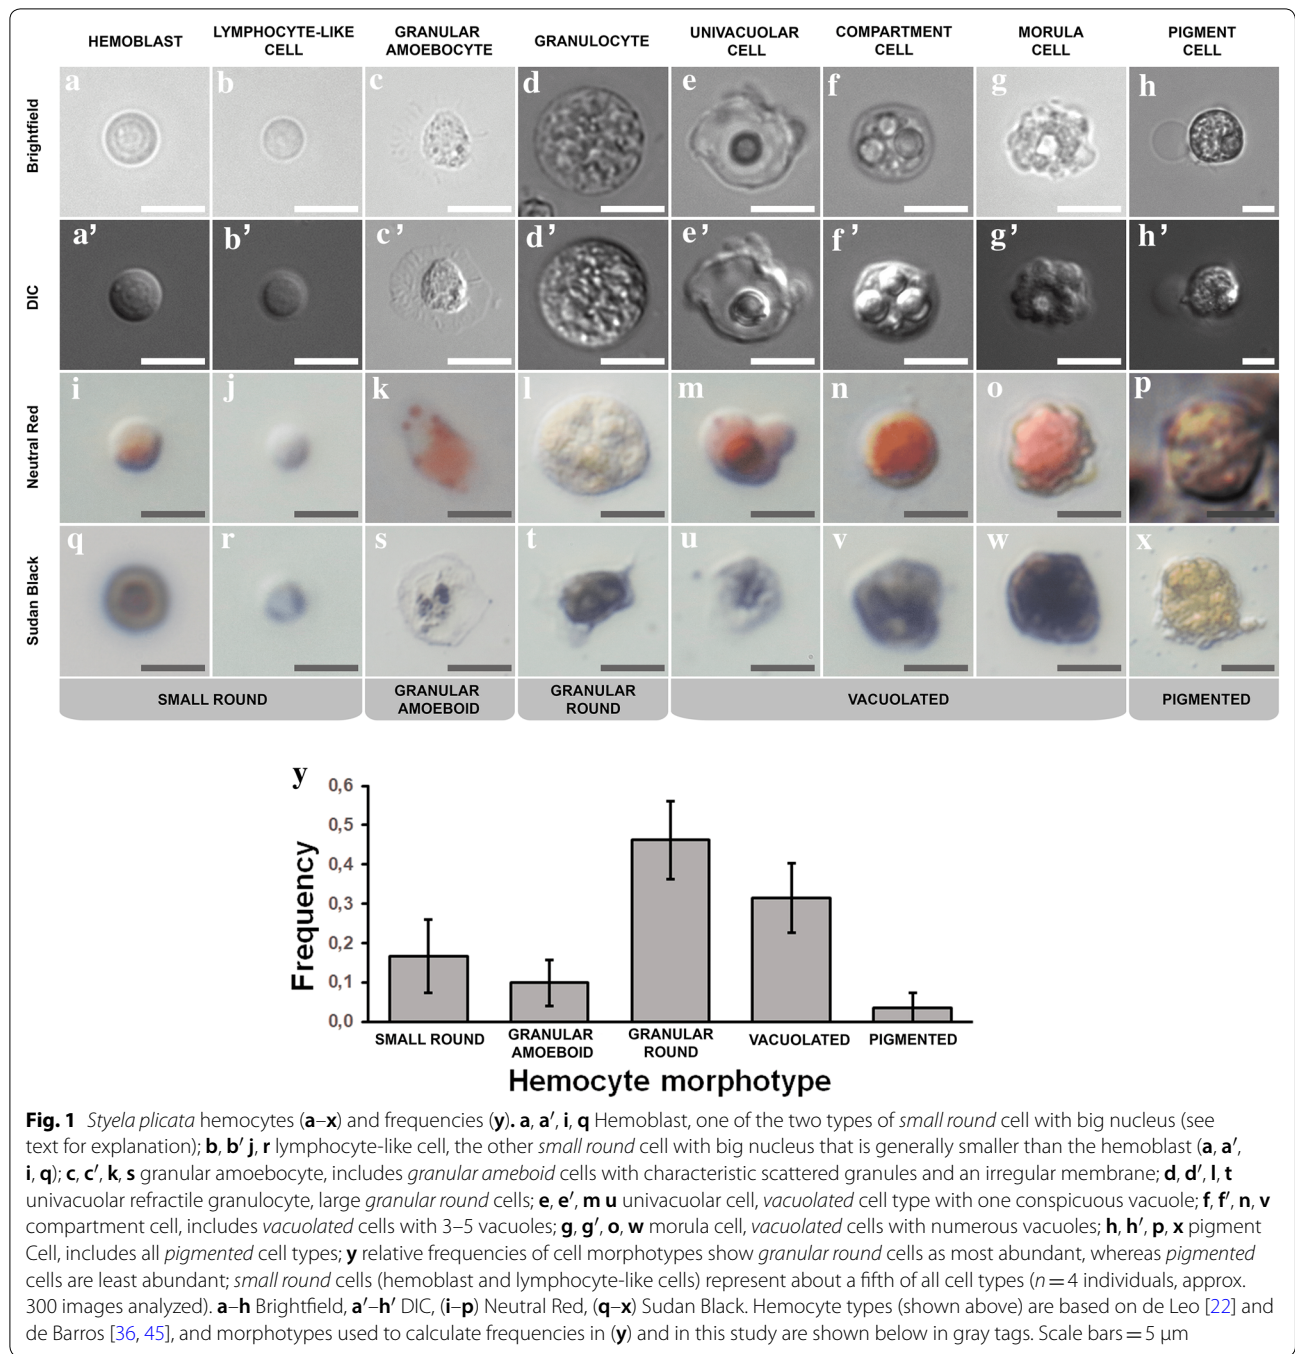 HEMOBLAST
LYMPHOCYTE-LIKE
CELL
GRANULAR
AMOEBOCYTE
GRANULOCYTE
UNIVACUOLAR
CELL
COMPARTMENT
CELL
MORULA
CELL
PIGMENT
CELL
Brightfield
a b c d e f g h
DIC
a’ b’ c’ d’ e’ f’ g’ h’
Neutral Red
i j k l m n o p
Sudan Black
q r s t u v w x
SMALL ROUND
GRANULAR
AMOEBOID
GRANULAR
ROUND
VACUOLATED
PIGMENTED
y
Frequency
0,6
0,5
0,4
0,3
0,2
0,1
0,0
SMALL ROUND
GRANULAR
AMOEBOID
GRANULAR
ROUND
VACUOLATED
PIGMENTED
Hemocyte morphotype
Fig. 1 Styela plicata hemocytes (a–x) and frequencies (y). a, a′, i, q Hemoblast, one of the two types of small round cell with big nucleus (see
text for explanation); b, b′ j, r lymphocyte-like cell, the other small round cell with big nucleus that is generally smaller than the hemoblast (a, a′,
i, q); c, c′, k, s granular amoebocyte, includes granular ameboid cells with characteristic scattered granules and an irregular membrane; d, d′, l, t
univacuolar refractile granulocyte, large granular round cells; e, e′, m u univacuolar cell, vacuolated cell type with one conspicuous vacuole; f, f′, n, v
compartment cell, includes vacuolated cells with 3–5 vacuoles; g, g′, o, w morula cell, vacuolated cells with numerous vacuoles; h, h′, p, x pigment
Cell, includes all pigmented cell types; y relative frequencies of cell morphotypes show granular round cells as most abundant, whereas pigmented
cells are least abundant; small round cells (hemoblast and lymphocyte-like cells) represent about a fifth of all cell types (n = 4 individuals, approx.
300 images analyzed). a–h Brightfield, a′–h′ DIC, (i–p) Neutral Red, (q–x) Sudan Black. Hemocyte types (shown above) are based on de Leo [22] and
de Barros [36, 45], and morphotypes used to calculate frequencies in (y) and in this study are shown below in gray tags. Scale bars = 5 μm